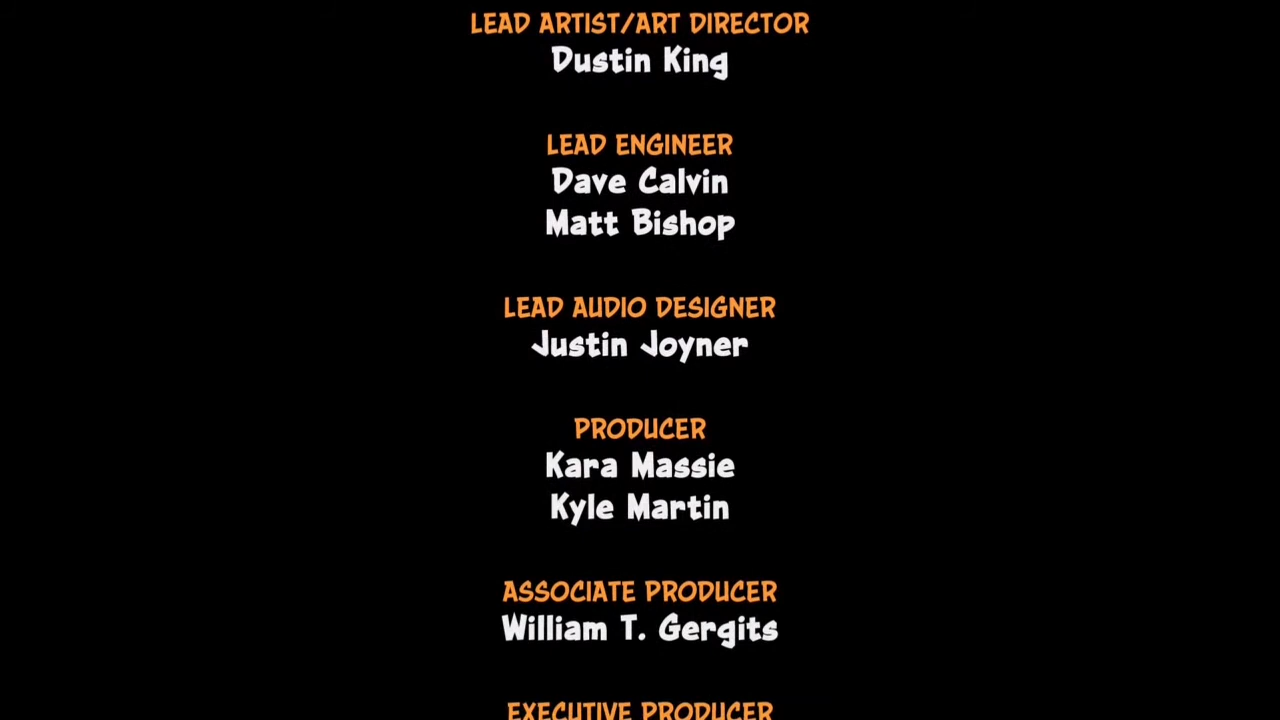 LEAD ARTIST/ART DIRECTOR
Dustin King
LEAD ENGINEER
Dave Calvin
Matt Bishop
LEAD AUDIO DESIGNER
Justin Joyner
PRODUCER
Kara Massie
Kyle Martin
ASSOCIATE PRODUCER
William T. Gergits
EXECUTIVE PRODUCER